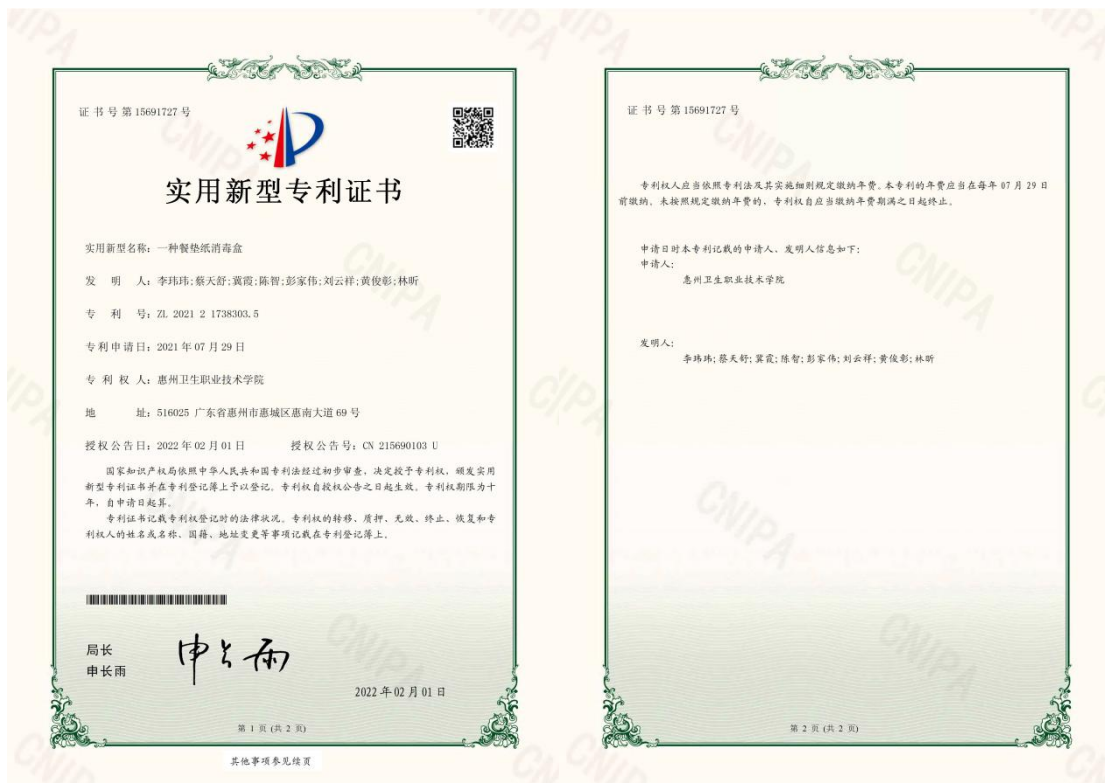 证书号第15691727号
实用新型专利证书
实用新型名称：一种餐垫纸消毒盒
发 明 人：李玮玮;蔡天舒;冀霞;陈智;彭家伟;刘云祥;黄俊彰;林昕
专 利 号：ZL 2021 2 1738303.5
专利申请日：2021年07月29日
专 利 权 人：惠州卫生职业技术学院
地 址：516025 广东省惠州市惠城区惠南大道69号
授权公告日：2022年02月01日 授权公告号：CN 215690103 U
国家知识产权局依照中华人民共和国专利法经过初步审查，决定授予专利权，颁发实用
新型专利证书并在专利登记簿上予以登记。专利权自授权公告之日起生效。专利权期限为十
年，自申请日起算。
专利证书记载专利权登记时的法律状况。专利权的转移、质押、无效、终止、恢复和专
利权人的姓名或名称、国籍、地址变更等事项记载在专利登记簿上。
局长
申长雨
申长雨
2022年02月01日
第 1 页 (共 2 页)
其他事项参见续页
证书号第15691727号
专利权人应当依照专利法及其实施细则规定缴纳年费。本专利的年费应当在每年07月29日
前缴纳。未按照规定缴纳年费的，专利权自应当缴纳年费期满之日起终止。
申请日时本专利记载的申请人、发明人信息如下：
申请人：
惠州卫生职业技术学院
发明人：
李玮玮;蔡天舒;冀霞;陈智;彭家伟;刘云祥;黄俊彰;林昕
第 2 页 (共 2 页)
CNIPA